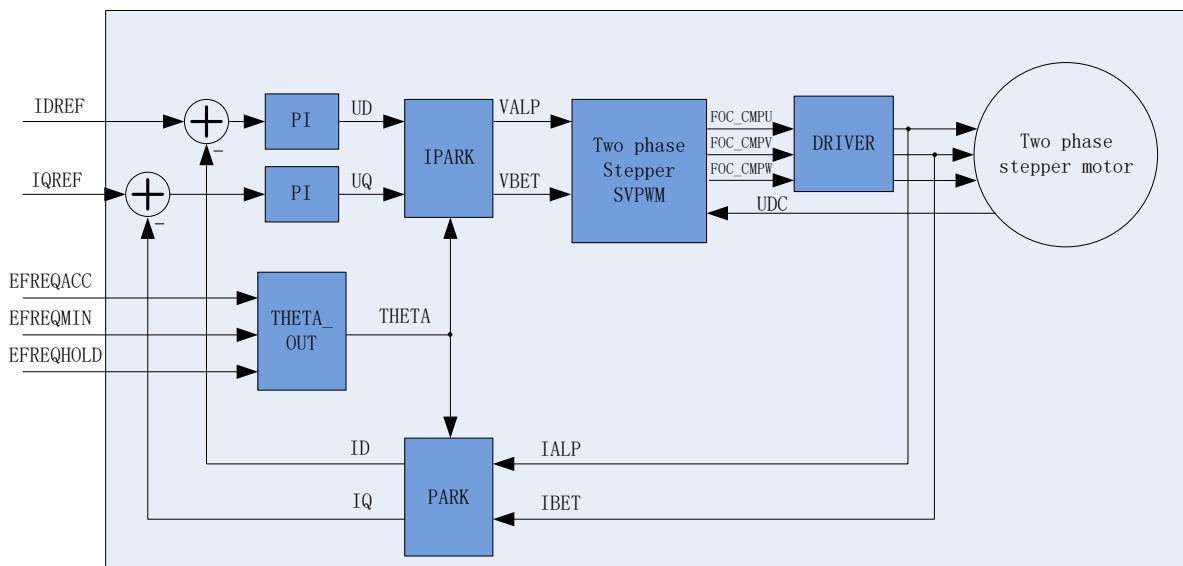 IDREF
PI
UD
IPARK
VALP
Two phase
Stepper
SVPWM
FOC_CMPU
FOC_CMPV
FOC_CMPW
DRIVER
Two phase
stepper motor
IQREF
PI
UQ
VBET
UDC
EFREQACC
EFREQMIN
EFREQHOLD
THETA_
OUT
THETA
ID
IQ
PARK
IALP
IBET